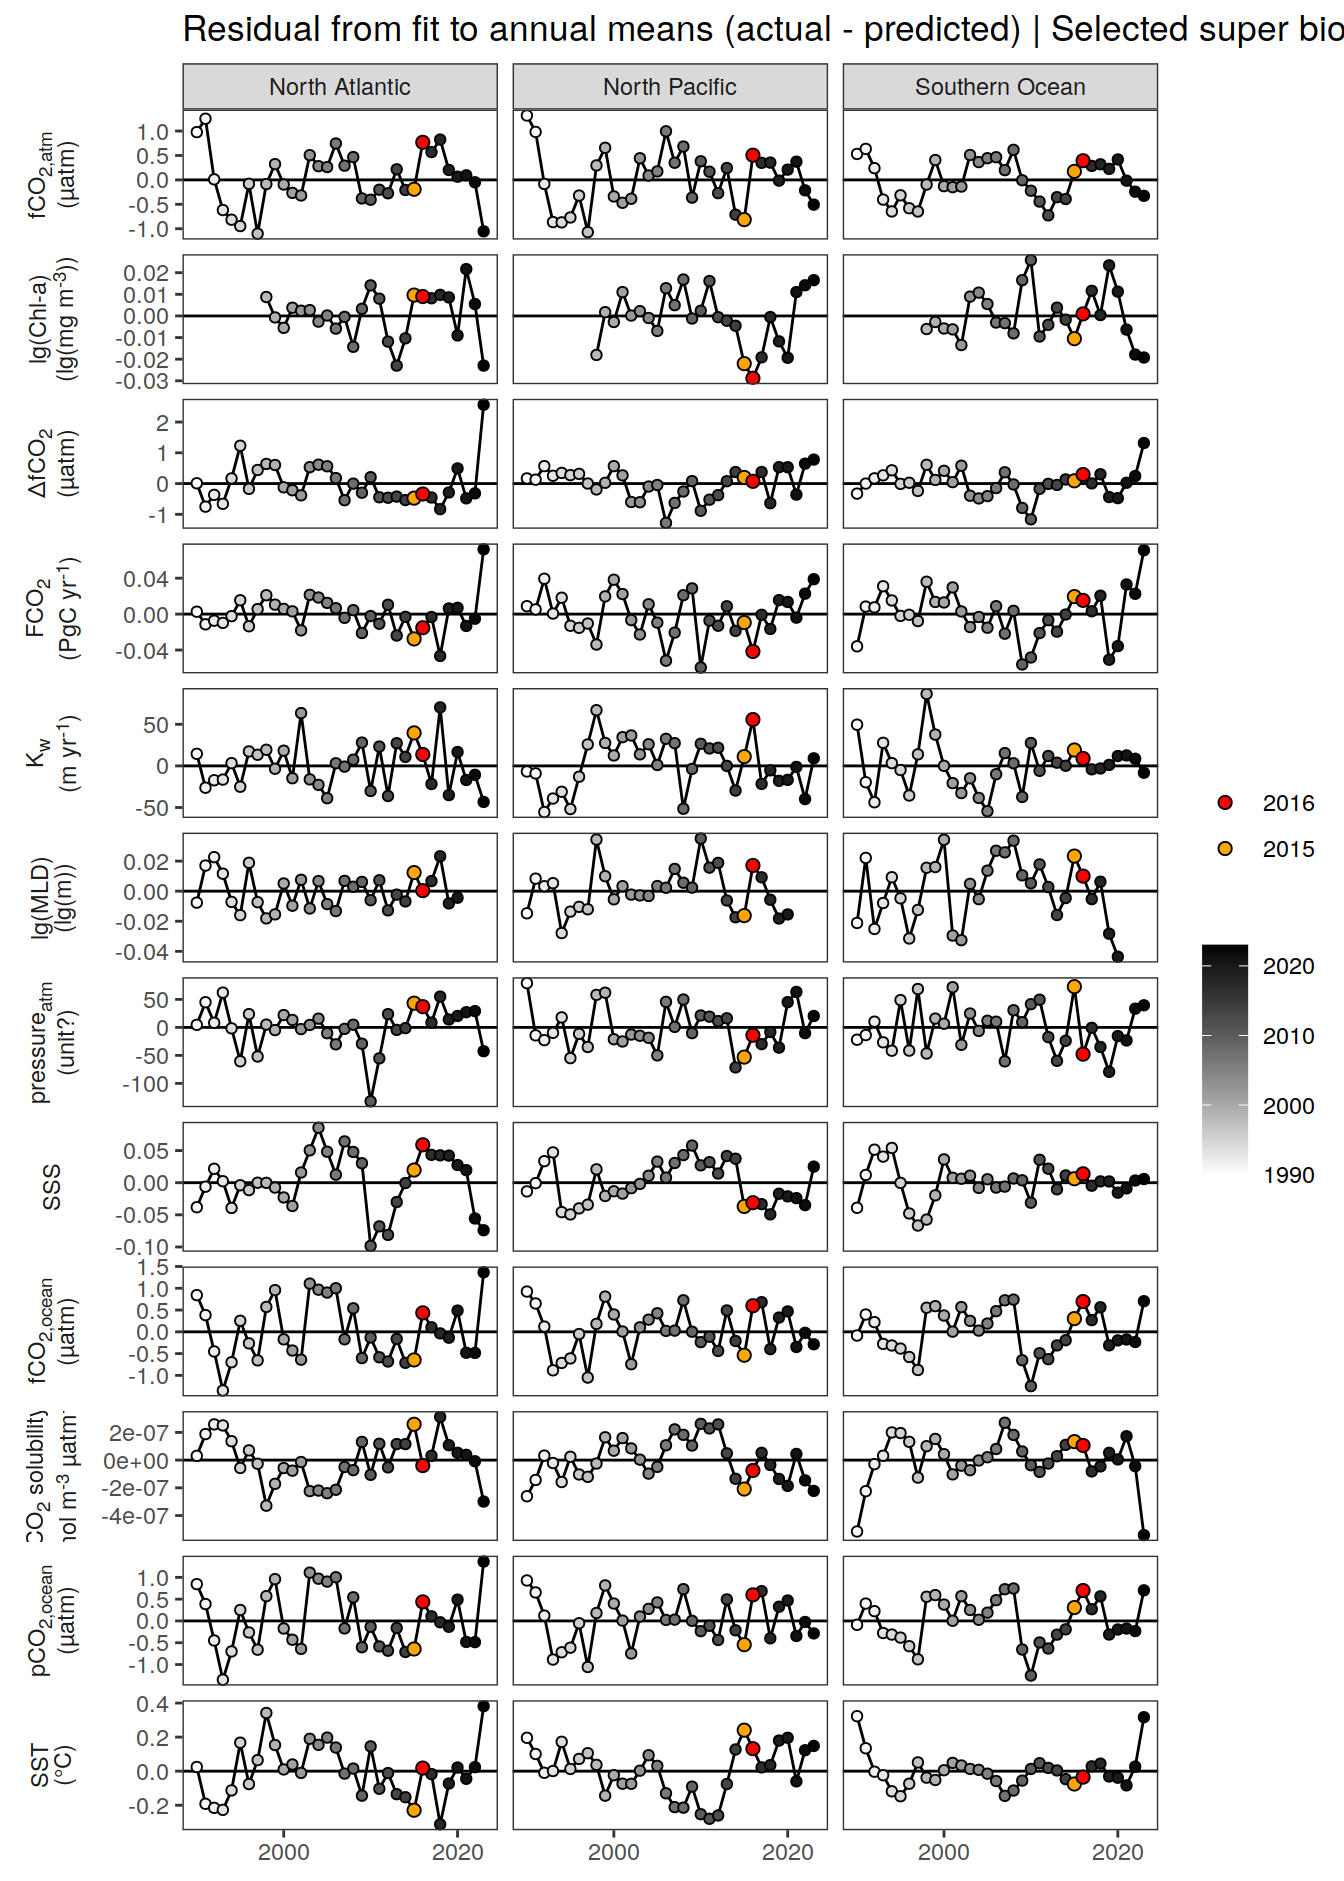 Residual from fit to annual means (actual - predicted) | Selected super bio
North Atlantic
North Pacific
Southern Ocean
fCO2,atm
(µatm)
1.0
0.5
0.0
-0.5
-1.0
lg(Chl-a)
(lg(mg m-3))
0.02
0.01
0.00
-0.01
-0.02
-0.03
ΔfCO2
(µatm)
2
1
0
-1
FCO2
(PgC yr-1)
0.04
0.00
-0.04
Kw
(m yr-1)
50
0
-50
lg(MLD)
(lg(m))
0.02
0.00
-0.02
-0.04
pressureatm
(unit?)
50
0
-50
-100
SSS
0.05
0.00
-0.05
-0.10
fCO2,ocean
(µatm)
1.5
1.0
0.5
0.0
-0.5
-1.0
CO2 solubility
nol m-3 µatm-
2e-07
0e+00
-2e-07
-4e-07
pCO2,ocean
(µatm)
1.0
0.5
0.0
-0.5
-1.0
SST
(°C)
0.4
0.2
0.0
-0.2
2000
2020
2000
2020
2000
2020
2016
2015
2020
2010
2000
1990